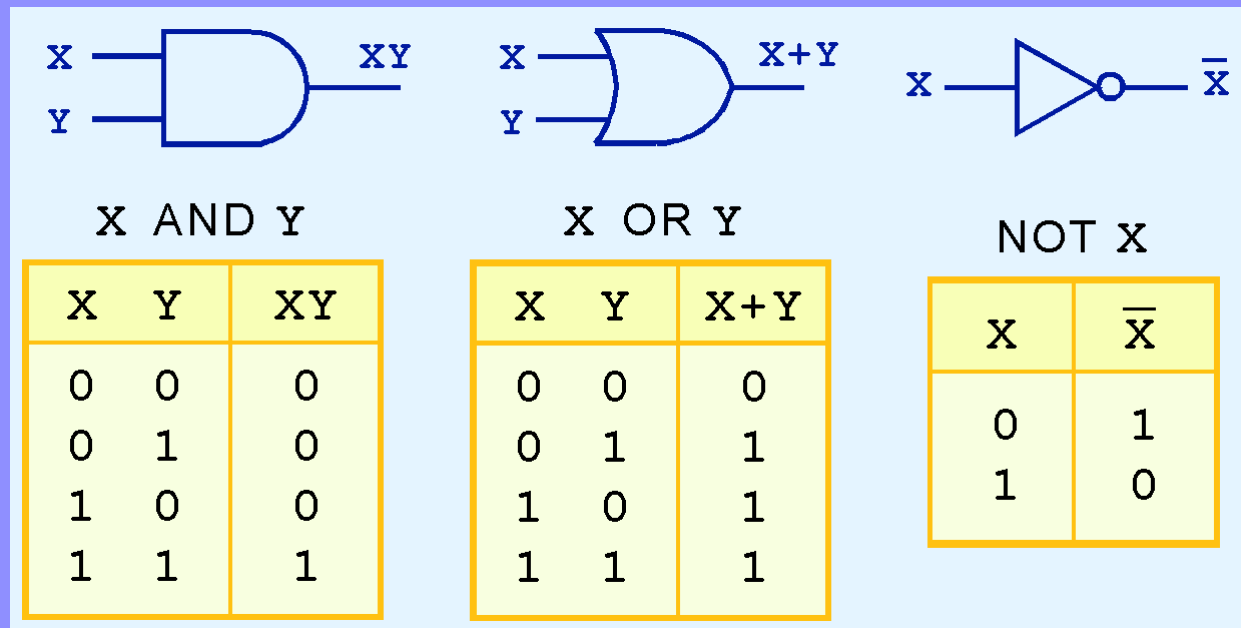 X
Y
XY
X AND Y
X Y XY
0 0 0
0 1 0
1 0 0
1 1 1
X
Y
X+Y
X OR Y
X Y X+Y
0 0 0
0 1 1
1 0 1
1 1 1
X
X̅
NOT X
X X̅
0 1
1 0